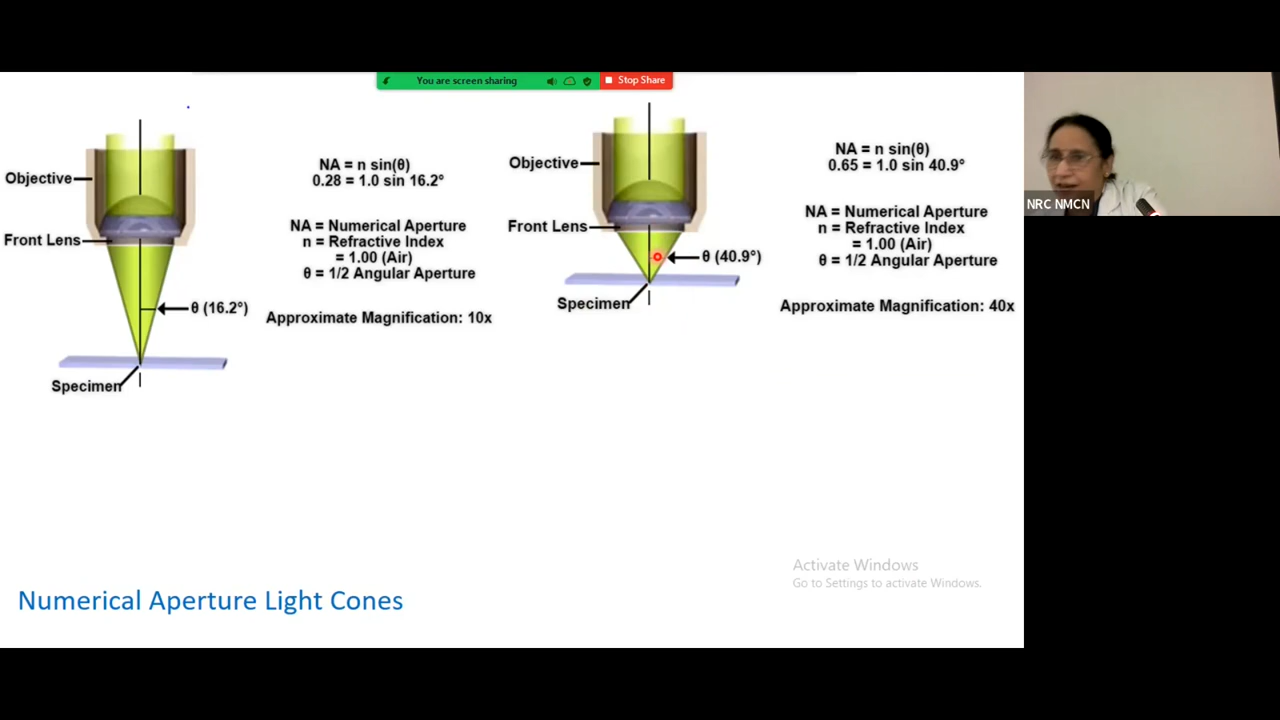 You are screen sharing
Stop Share
Objective
Front Lens
θ (16.2°)
Specimen
NA = n sin(θ)
0.28 = 1.0 sin 16.2°
NA = Numerical Aperture
n = Refractive Index
= 1.00 (Air)
θ = 1/2 Angular Aperture
Approximate Magnification: 10x
Objective
Front Lens
θ (40.9°)
Specimen
NA = n sin(θ)
0.65 = 1.0 sin 40.9°
NA = Numerical Aperture
n = Refractive Index
= 1.00 (Air)
θ = 1/2 Angular Aperture
Approximate Magnification: 40x
NRC NMCN
Activate Windows
Go to Settings to activate Windows.
Numerical Aperture Light Cones